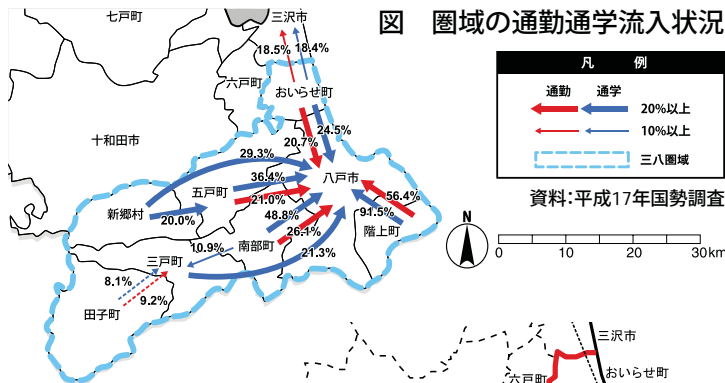 図 圏域の通勤通学流入状況
七戸町
三沢市
18.5%
18.4%
六戸町
おいらせ町
凡 例
通勤 通学
20%以上
10%以上
三八圏域
資料:平成17年国勢調査
十和田市
24.5%
20.7%
29.3%
八戸市
36.4%
五戸町
21.0%
56.4%
新郷村
20.0%
48.8%
91.5%
南部町
26.1%
階上町
10.9%
三戸町
21.3%
8.1%
9.2%
田子町
N
0 10 20 30km
三沢市
六戸町
おいらせ町